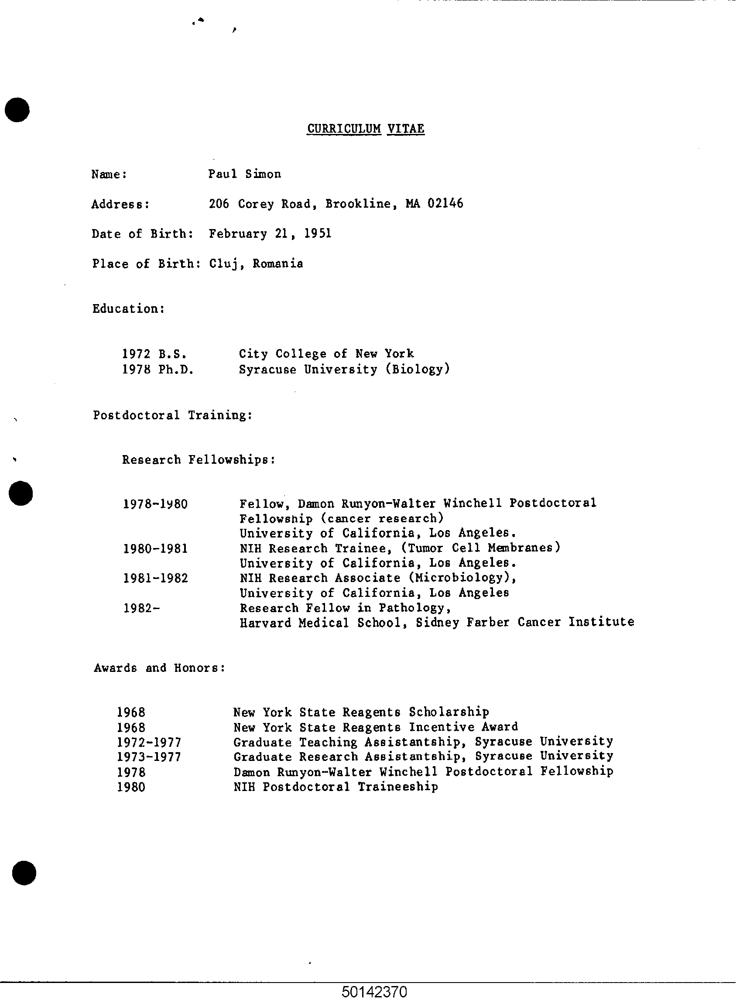 CURRICULUM VITAE
Name: Paul Simon
Address: 206 Corey Road, Brookline, MA 02146
Date of Birth: February 21, 1951
Place of Birth: Cluj, Romania
Education:
1972 B.S. City College of New York
1978 Ph.D. Syracuse University (Biology)
Postdoctoral Training:
Research Fellowships:
1978-1980 Fellow, Damon Runyon-Walter Winchell Postdoctoral
Fellowship (cancer research)
University of California, Los Angeles.
1980-1981 NIH Research Trainee, (Tumor Cell Membranes)
University of California, Los Angeles.
1981-1982 NIH Research Associate (Microbiology),
University of California, Los Angeles
1982- Research Fellow in Pathology,
Harvard Medical School, Sidney Farber Cancer Institute
Awards and Honors:
1968 New York State Reagents Scholarship
1968 New York State Reagents Incentive Award
1972-1977 Graduate Teaching Assistantship, Syracuse University
1973-1977 Graduate Research Assistantship, Syracuse University
1978 Damon Runyon-Walter Winchell Postdoctoral Fellowship
1980 NIH Postdoctoral Traineeship
50142370